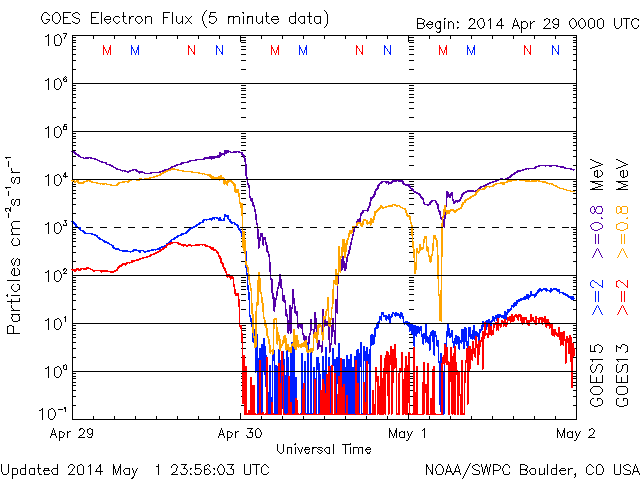 GOES Electron Flux (5 minute data)
Begin: 2014 Apr 29 0000 UTC
10⁷
M M N N M M N N M M N N
10⁶
10⁵
10⁴
10³
10²
10¹
10⁰
10⁻¹
Particles cm⁻²s⁻¹sr⁻¹
Apr 29 Apr 30 May 1 May 2
Universal Time
GOES15 >=2 >=0.8 MeV
GOES13 >=2 >=0.8 MeV
Updated 2014 May 1 23:56:03 UTC
NOAA/SWPC Boulder, CO USA